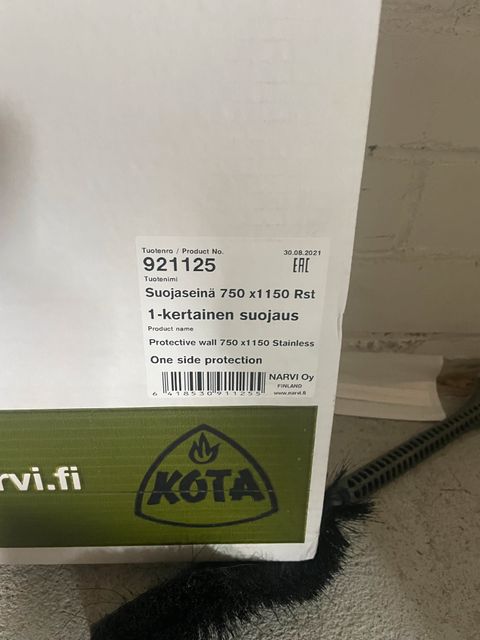 Tuotenro / Product No.
30.08.2021
921125
EAC
Tuotenimi
Suojaseinä 750 x1150 Rst
1-kertainen suojaus
Product name
Protective wall 750 x1150 Stainless
One side protection
6 418530 911255
NARVI Oy
FINLAND
www.narvi.fi
rvi.fi
KOTA